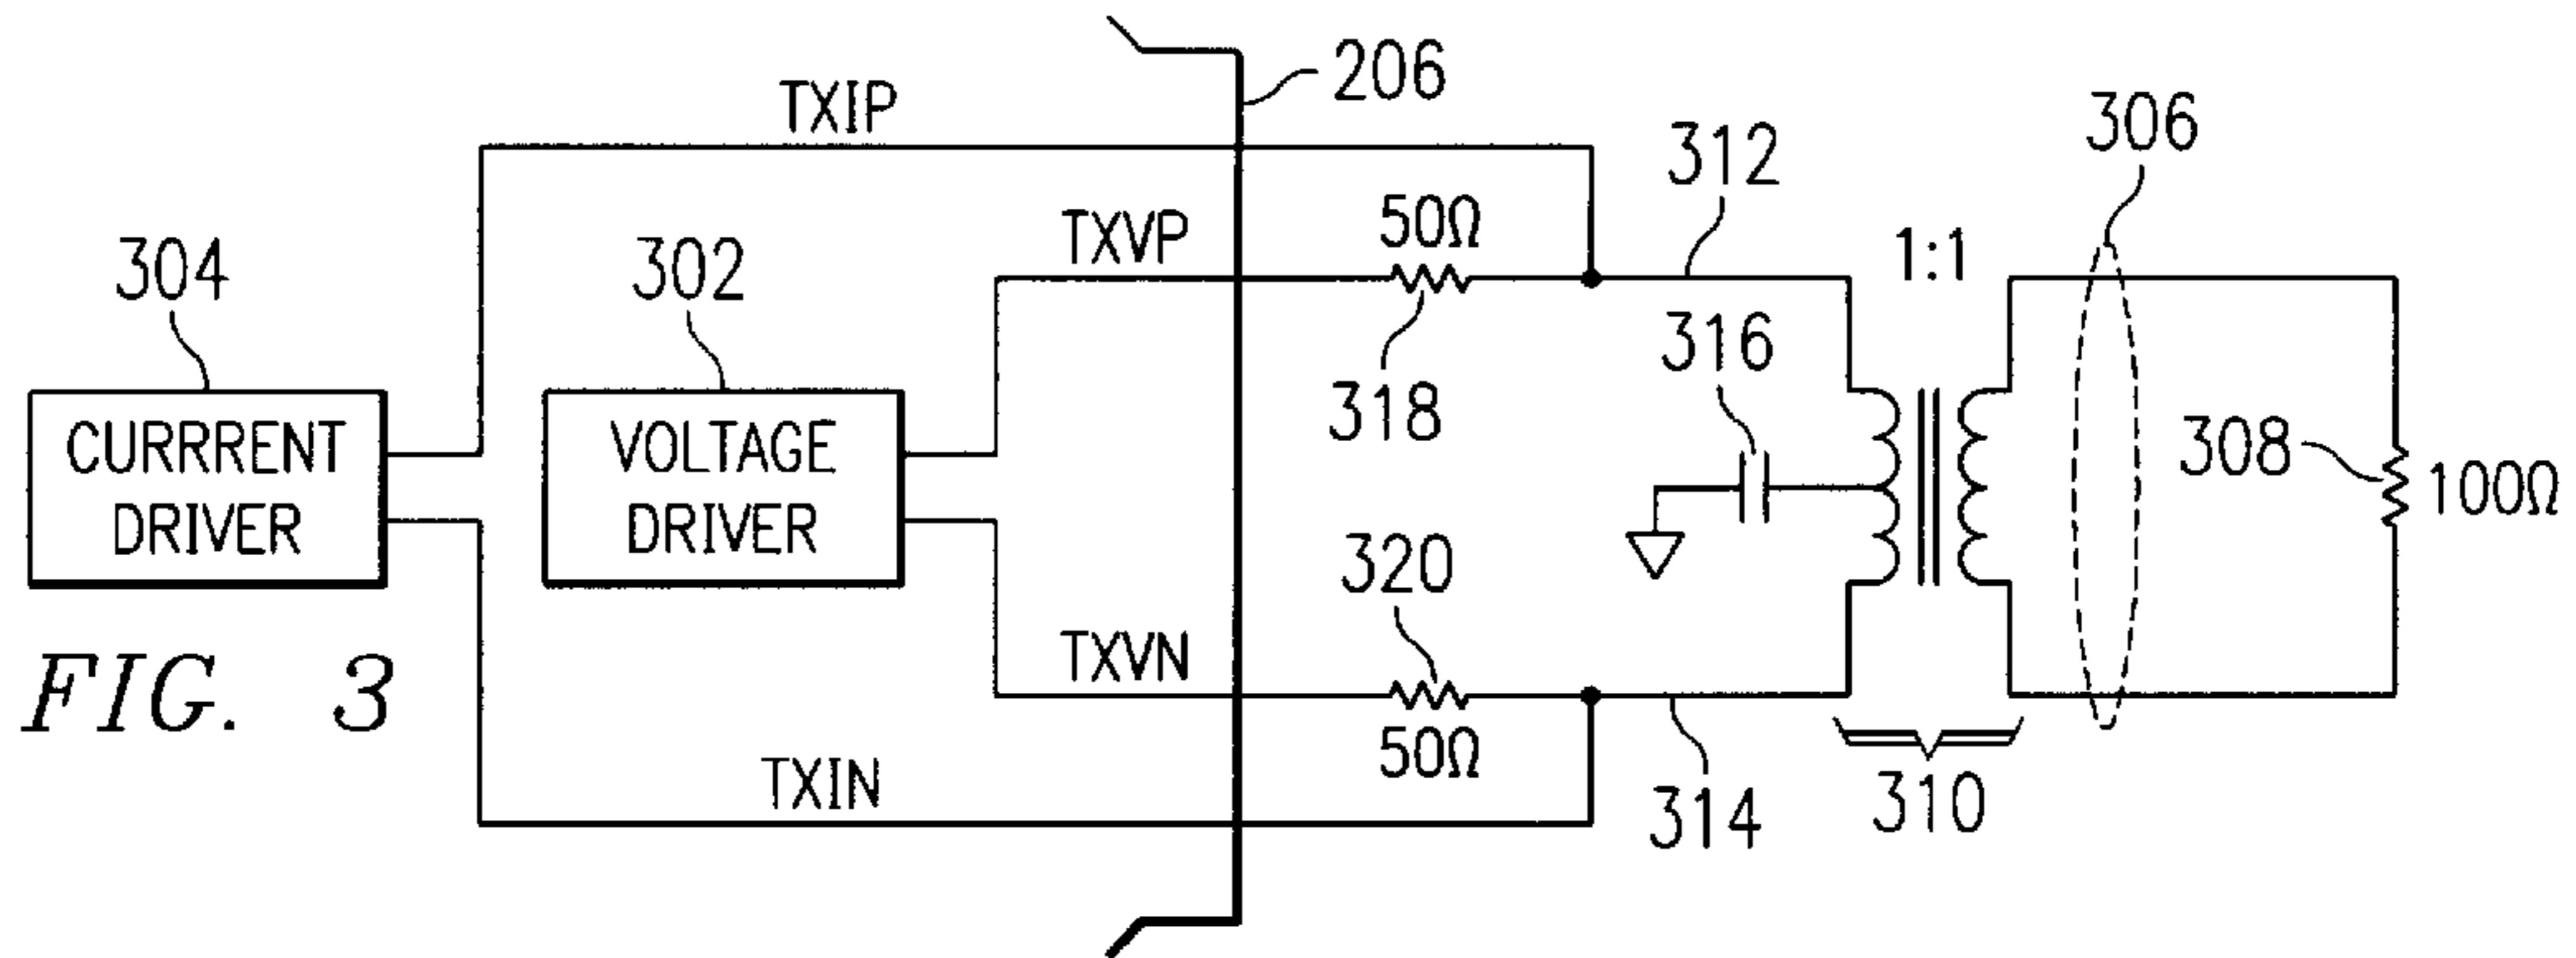 206
TXIP
306
312
50Ω
TXVP
1:1
304
302
316
318
308
CURRRENT
DRIVER
VOLTAGE
DRIVER
100Ω
320
FIG. 3
TXVN
50Ω
TXIN
314
310